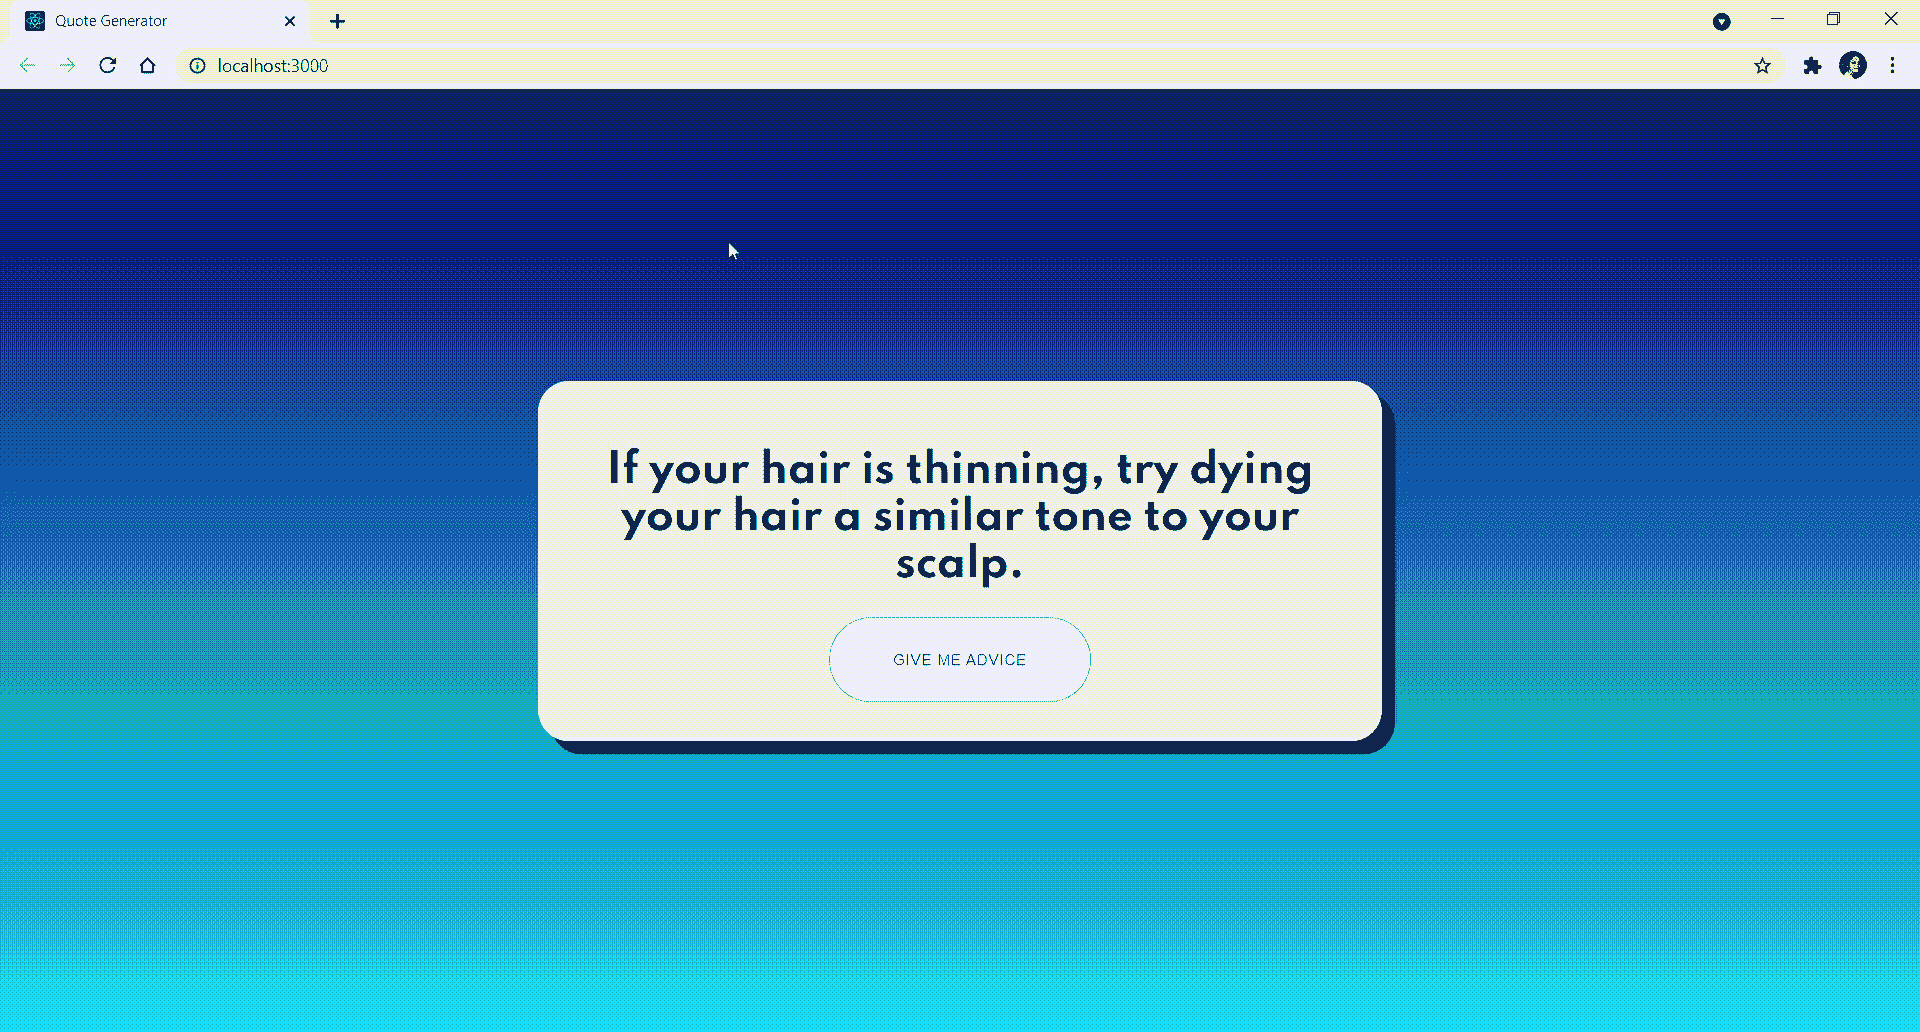 Quote Generator
localhost:3000
If your hair is thinning, try dying
your hair a similar tone to your
scalp.
GIVE ME ADVICE